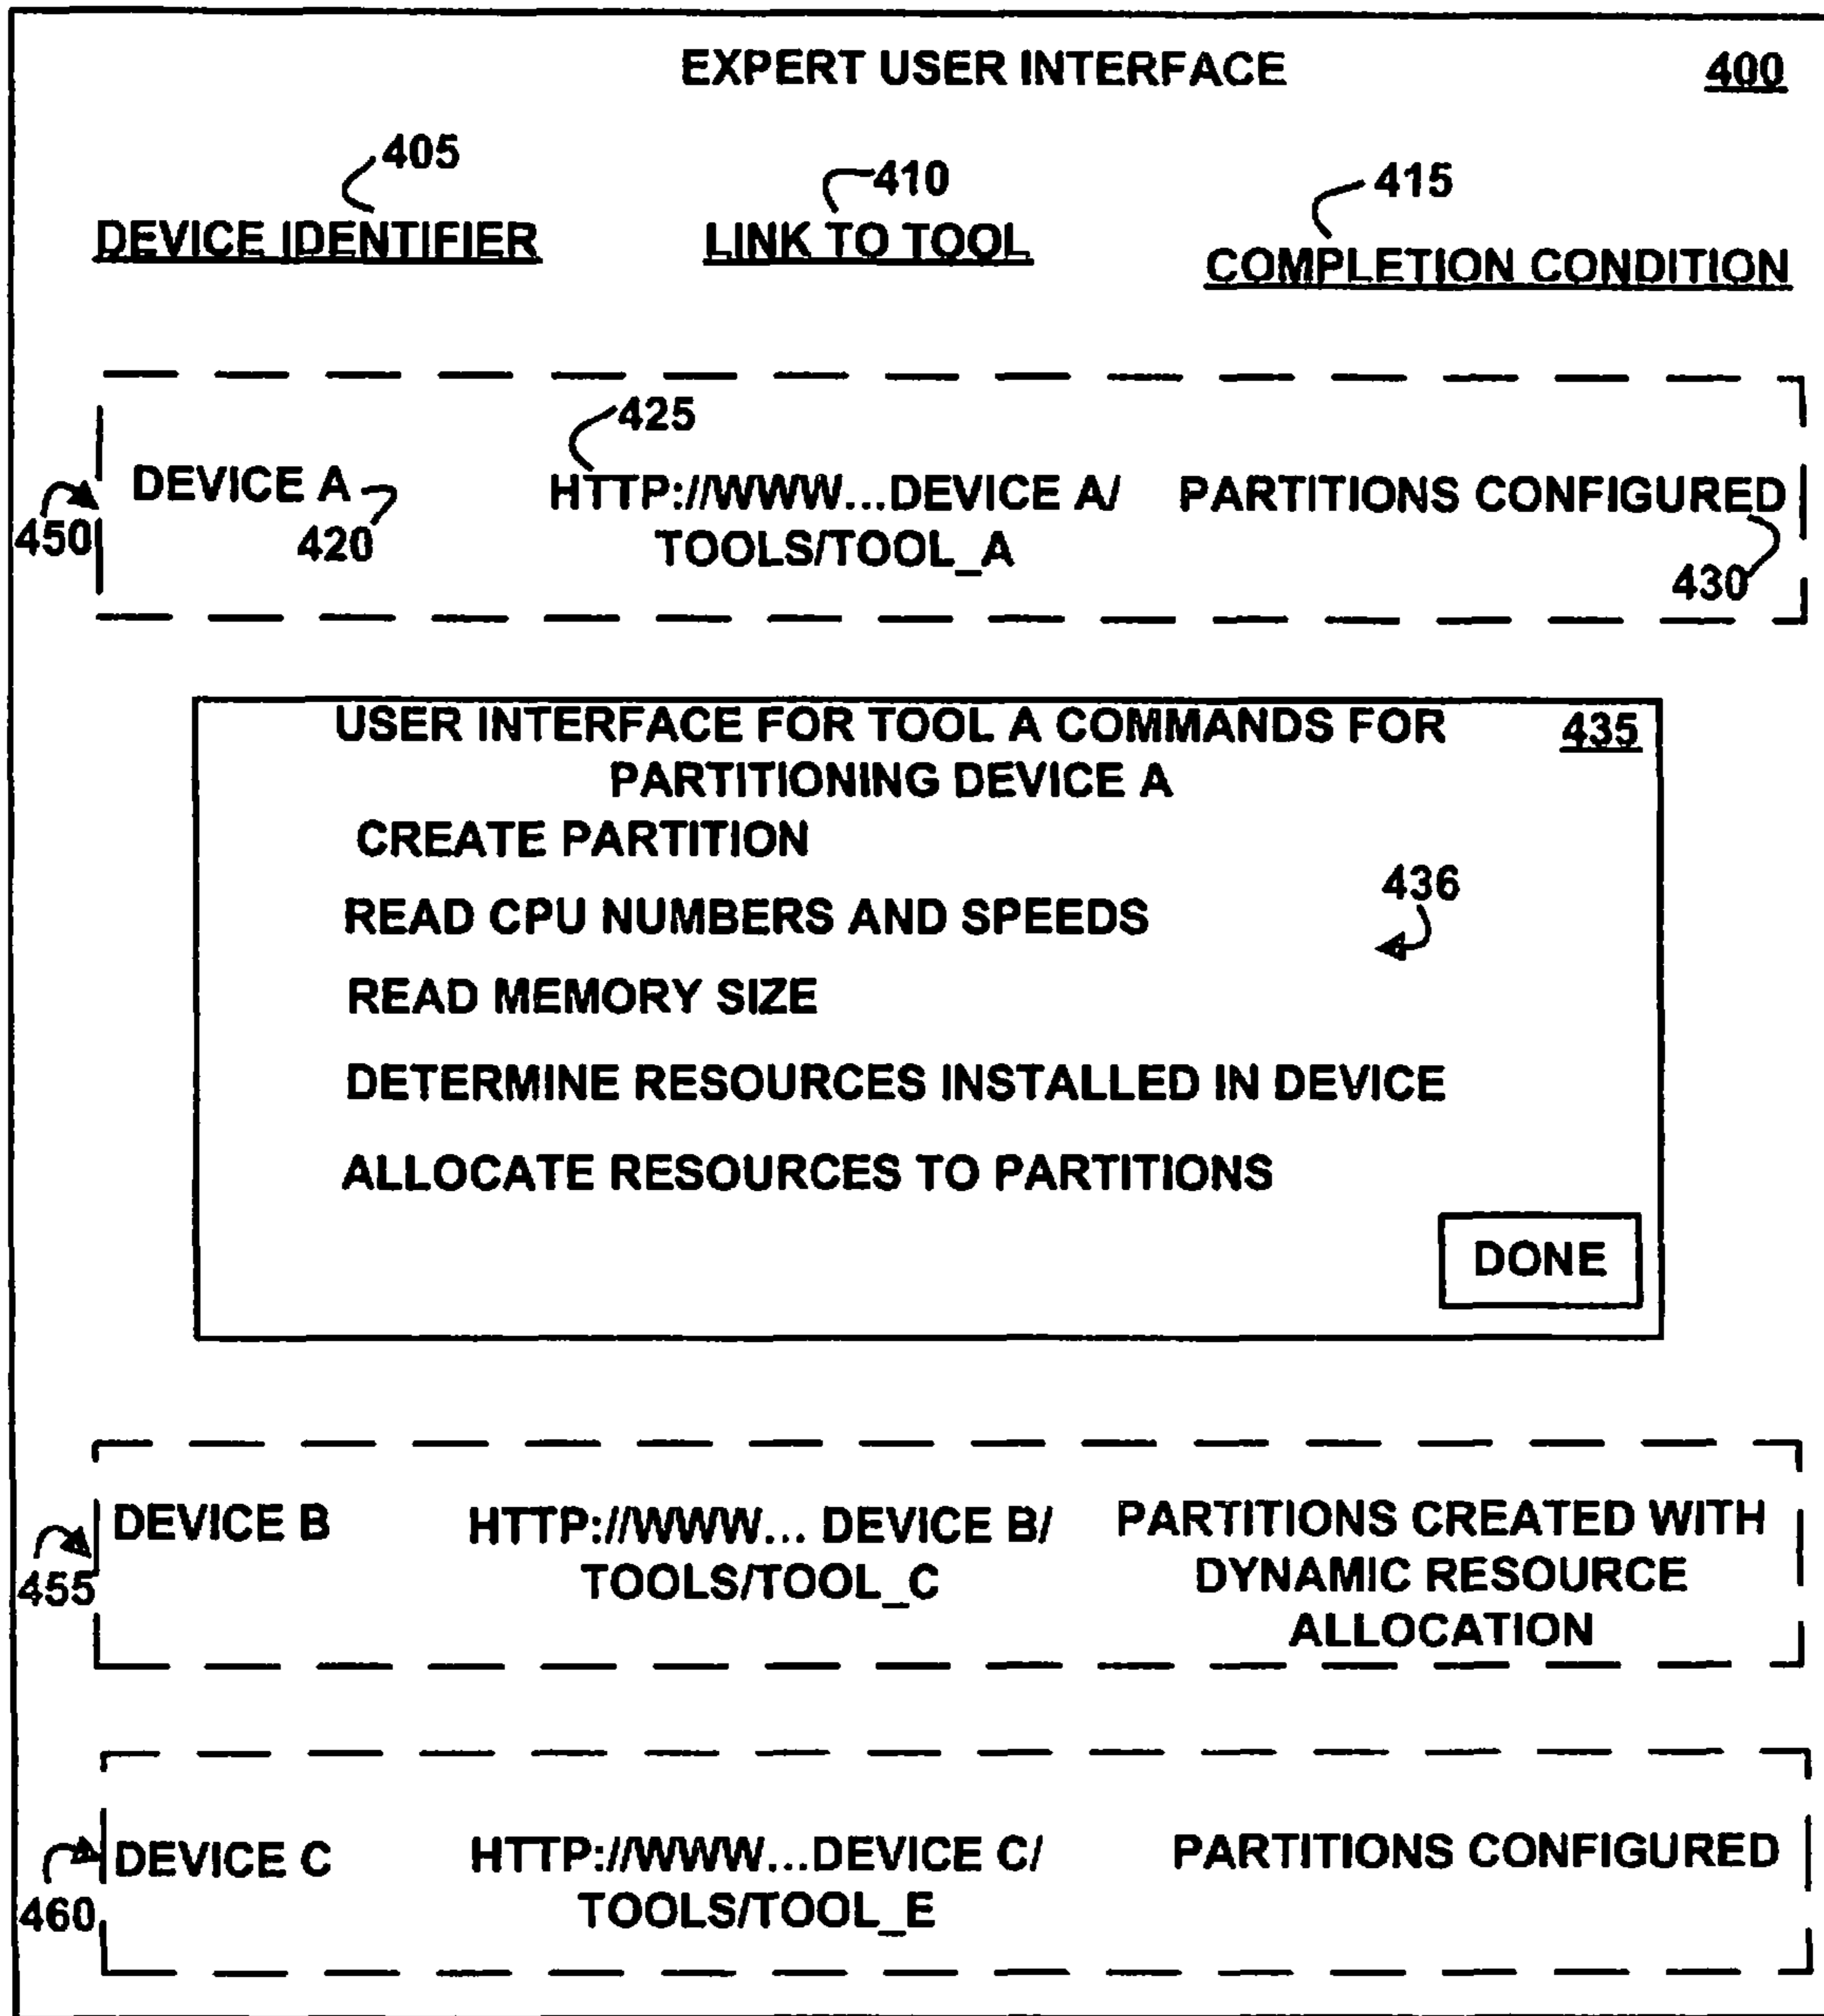 EXPERT USER INTERFACE 400
405 410 415
DEVICE IDENTIFIER LINK TO TOOL COMPLETION CONDITION
425
DEVICE A HTTP://WWW...DEVICE A/ PARTITIONS CONFIGURED
450 420 TOOLS/TOOL_A 430
USER INTERFACE FOR TOOL A COMMANDS FOR 435
PARTITIONING DEVICE A
CREATE PARTITION
436
READ CPU NUMBERS AND SPEEDS
READ MEMORY SIZE
DETERMINE RESOURCES INSTALLED IN DEVICE
ALLOCATE RESOURCES TO PARTITIONS
DONE
DEVICE B HTTP://WWW... DEVICE B/ PARTITIONS CREATED WITH
455 TOOLS/TOOL_C DYNAMIC RESOURCE
ALLOCATION
DEVICE C HTTP://WWW...DEVICE C/ PARTITIONS CONFIGURED
460 TOOLS/TOOL_E